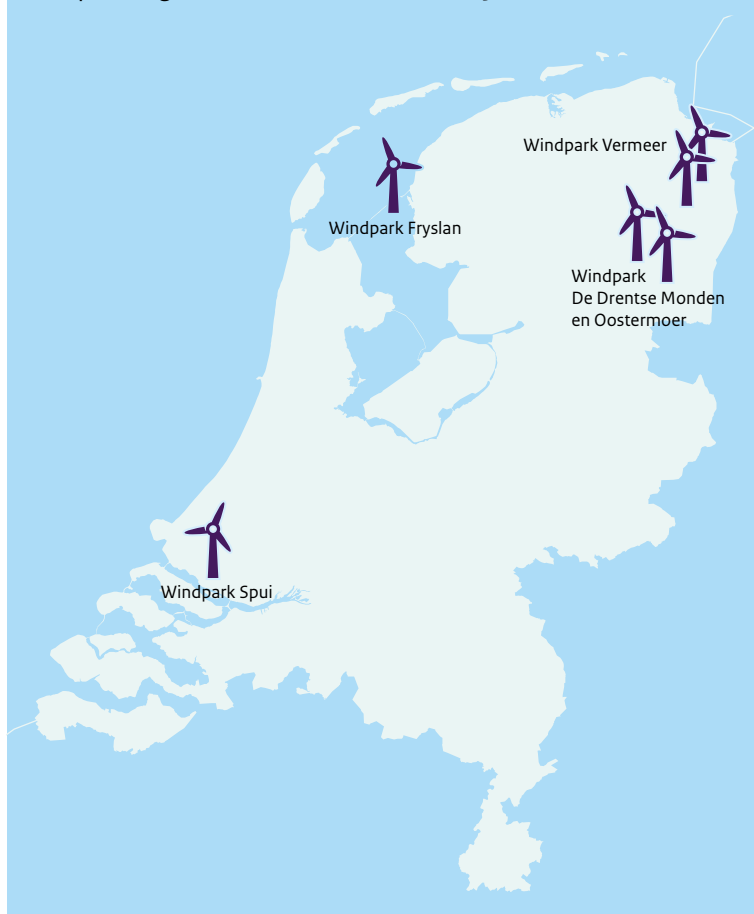 Windpark Vermeer
Windpark Fryslan
Windpark
De Drentse Monden
en Oostermoer
Windpark Spui